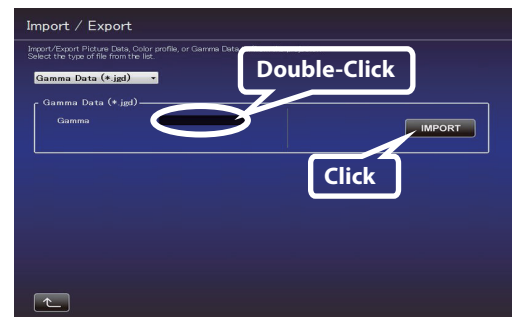 Import / Export
Import/Export Picture Data, Color profile, or Gamma Data
Select the type of file from the list.
Double-Click
Gamma Data (*.jgd)
Gamma Data (*.jgd)
Gamma
IMPORT
Click